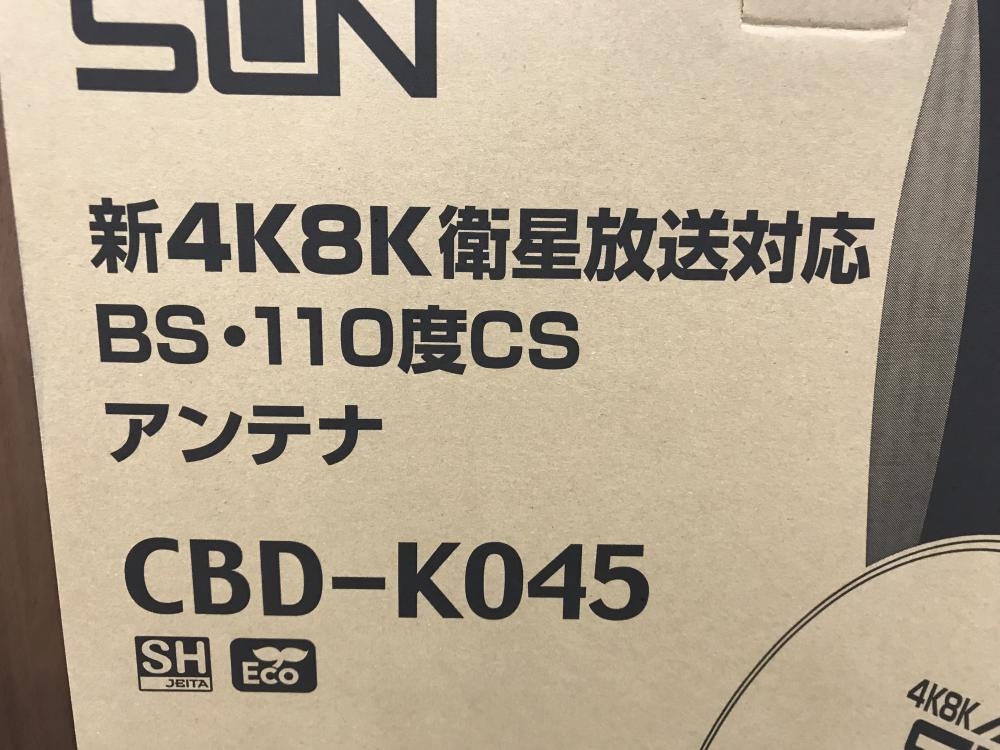 SUN
新4K8K衛星放送対応
BS・110度CS
アンテナ
CBD-K045
SH
JEITA
Eco
4K8K/